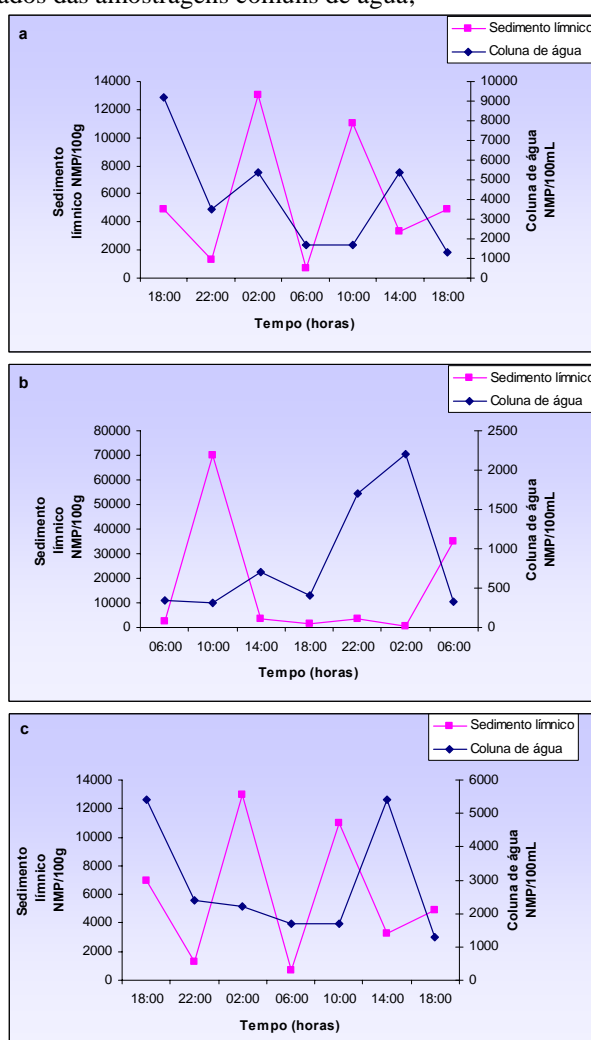 ados das amostragens comuns de água,
a
Sedimento límnico
Coluna de água
14000
12000
10000
8000
6000
4000
2000
0
Sedimento
límnico NMP/100g
10000
9000
8000
7000
6000
5000
4000
3000
2000
1000
0
Coluna de água
NMP/100mL
18:00 22:00 02:00 06:00 10:00 14:00 18:00
Tempo (horas)
b
Sedimento límnico
Coluna de água
80000
70000
60000
50000
40000
30000
20000
10000
0
Sedimento
límnico
NMP/100g
2500
2000
1500
1000
500
0
Coluna de água
NMP/100mL
06:00 10:00 14:00 18:00 22:00 02:00 06:00
Tempo (horas)
c
Sedimento límnico
Coluna de água
14000
12000
10000
8000
6000
4000
2000
0
Sedimento
límnico
NMP/100g
6000
5000
4000
3000
2000
1000
0
Coluna de água
NMP/100mL
18:00 22:00 02:00 06:00 10:00 14:00 18:00
Tempo (horas)